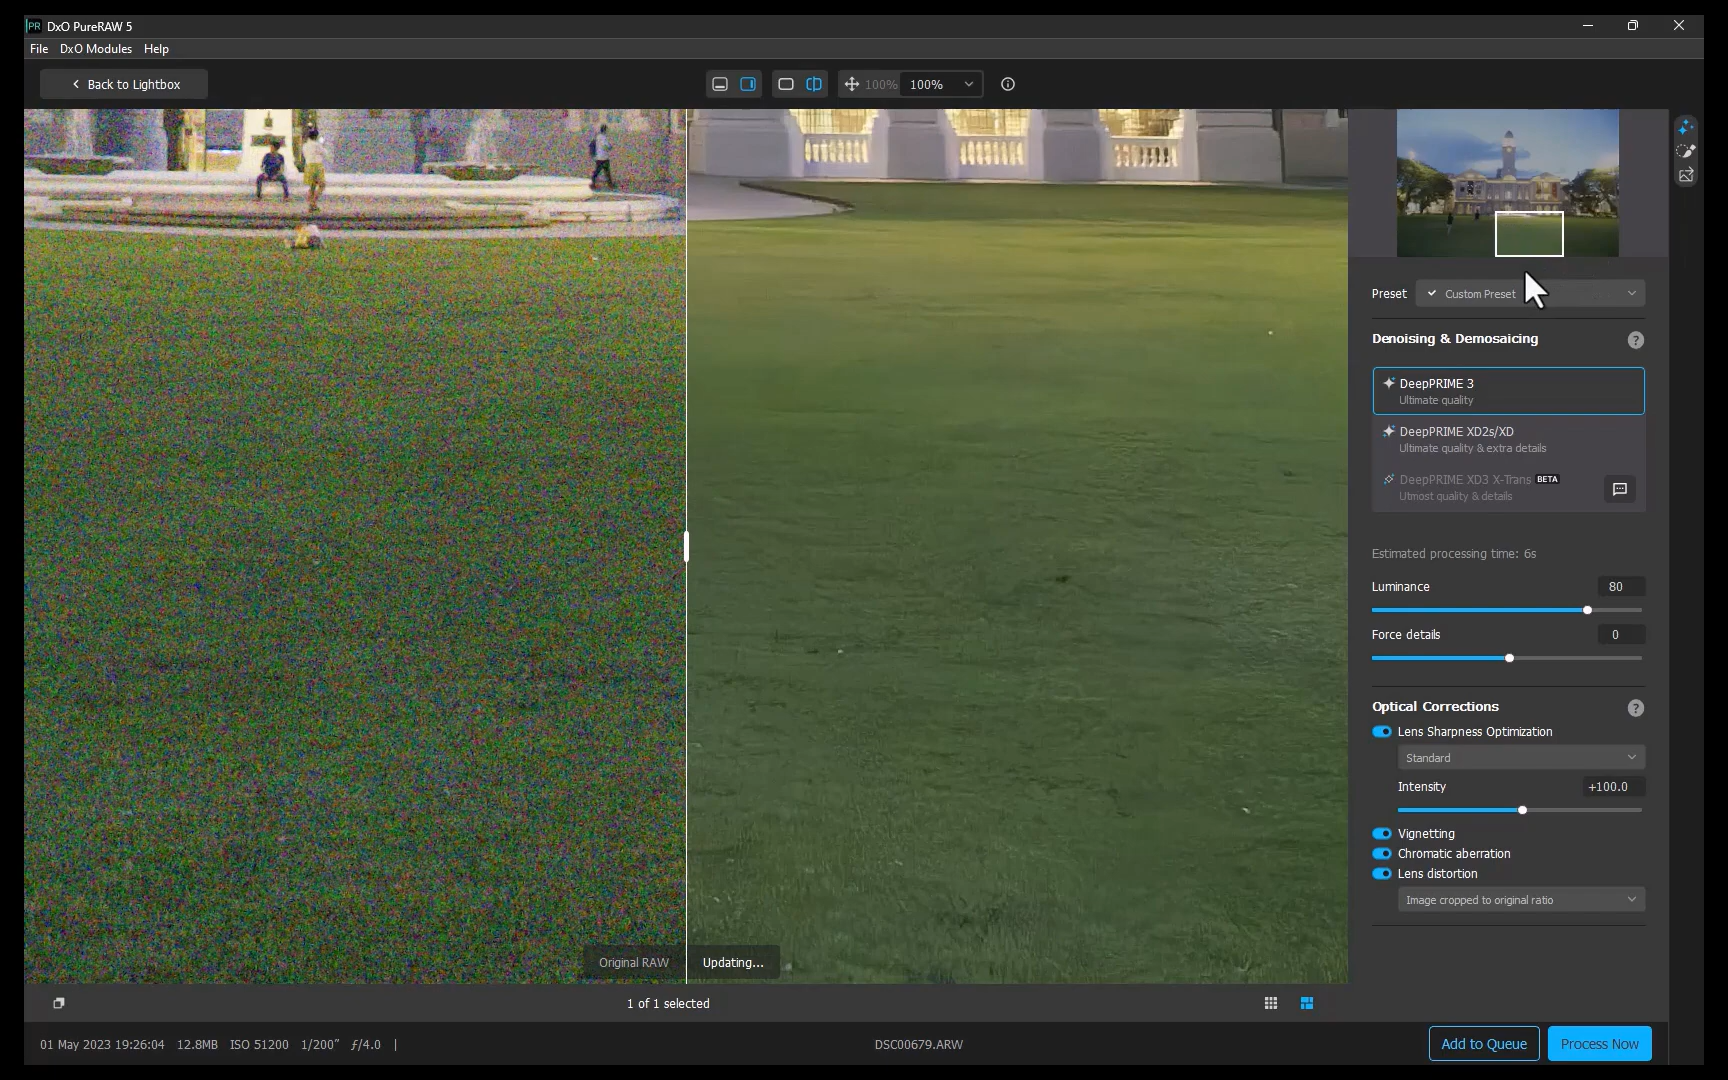 PR DxO PureRAW 5
File DxO Modules Help
Back to Lightbox
100% 100%
Preset Custom Preset
Denoising & Demosaicing ?
DeepPRIME 3
Ultimate quality
DeepPRIME XD2s/XD
Ultimate quality & extra details
DeepPRIME XD3 X-Trans BETA
Utmost quality & details
Estimated processing time: 6s
Luminance 80
Force details 0
Optical Corrections ?
Lens Sharpness Optimization
Standard
Intensity +100.0
Vignetting
Chromatic aberration
Lens distortion
Image cropped to original ratio
Original RAW Updating...
1 of 1 selected
01 May 2023 19:26:04 12.8MB ISO 51200 1/200" ƒ/4.0 |
DSC00679.ARW
Add to Queue Process Now